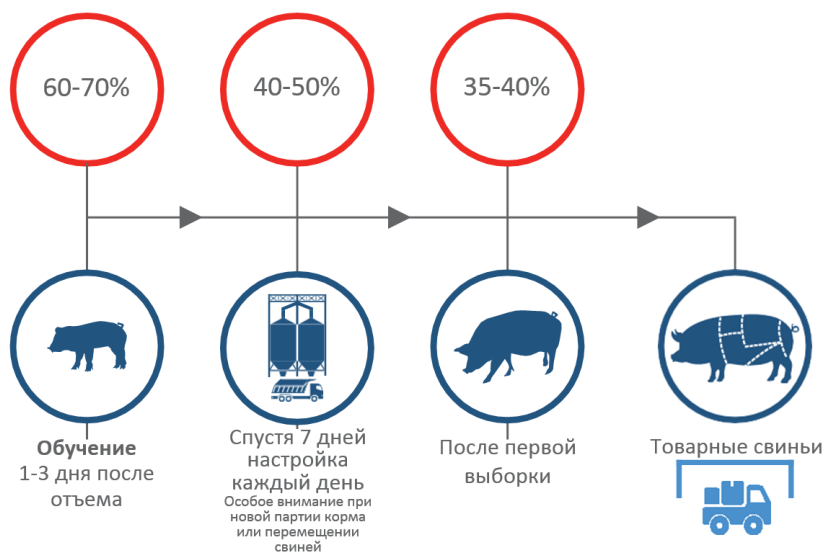 60-70%
40-50%
35-40%
Обучение
1-3 дня после
отъема
Спустя 7 дней
настройка
каждый день
Особое внимание при
новой партии корма
или перемещении
свиней
После первой
выборки
Товарные свиньи